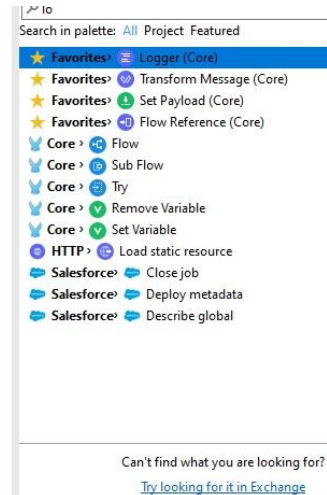 lo
Search in palette: All Project Featured
Favorites> Logger (Core)
Favorites> Transform Message (Core)
Favorites> Set Payload (Core)
Favorites> Flow Reference (Core)
Core > Flow
Core > Sub Flow
Core > Try
Core > Remove Variable
Core > Set Variable
HTTP > Load static resource
Salesforce> Close job
Salesforce> Deploy metadata
Salesforce> Describe global
Can't find what you are looking for?
Try looking for it in Exchange